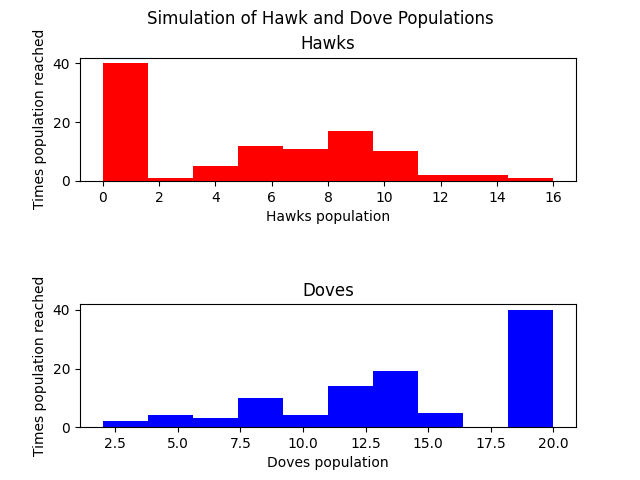 Simulation of Hawk and Dove Populations
Hawks
Times population reached
40
20
0
0 2 4 6 8 10 12 14 16
Hawks population
Doves
Times population reached
40
20
0
2.5 5.0 7.5 10.0 12.5 15.0 17.5 20.0
Doves population